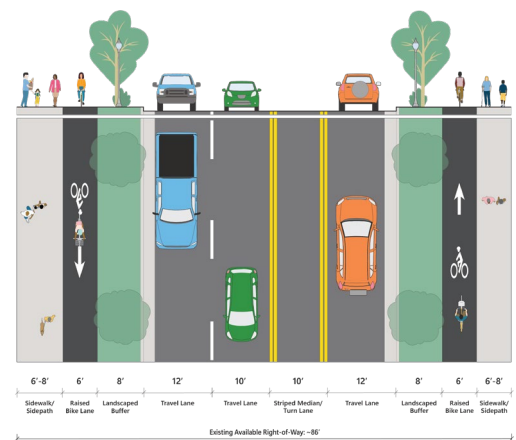 6'-8' 6' 8' 12' 10' 10' 12' 8' 6' 6'-8'
Sidewalk/ Raised Landscaped Travel Lane Travel Lane Striped Median/ Travel Lane Landscaped Raised Sidewalk/
Sidepath Bike Lane Buffer Turn Lane Buffer Bike Lane Sidepath
Existing Available Right-of-Way: ~86'